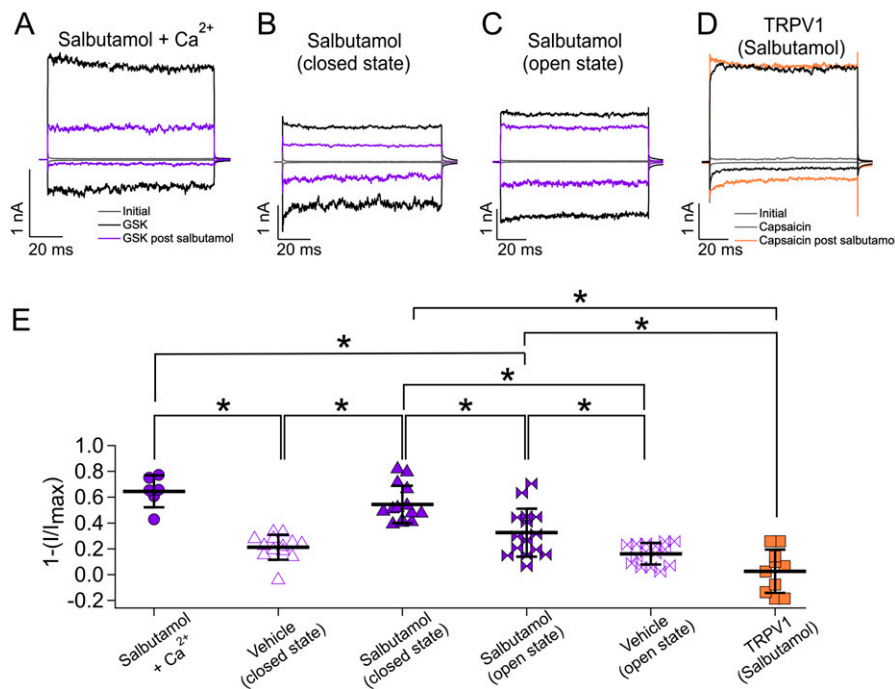 A
Salbutamol + Ca2+
1 nA
20 ms
Initial
GSK
GSK post salbutamol
B
Salbutamol
(closed state)
1 nA
20 ms
C
Salbutamol
(open state)
1 nA
20 ms
D
TRPV1
(Salbutamol)
1 nA
20 ms
Initial
Capsaicin
Capsaicin post salbutamo
E
*
*
*
*
*
*
*
*
1-(I/Imax)
1.0
0.8
0.6
0.4
0.2
0.0
-0.2
Salbutamol
+ Ca2+
Vehicle
(closed state)
Salbutamol
(closed state)
Salbutamol
(open state)
Vehicle
(open state)
TRPV1
(Salbutamol)